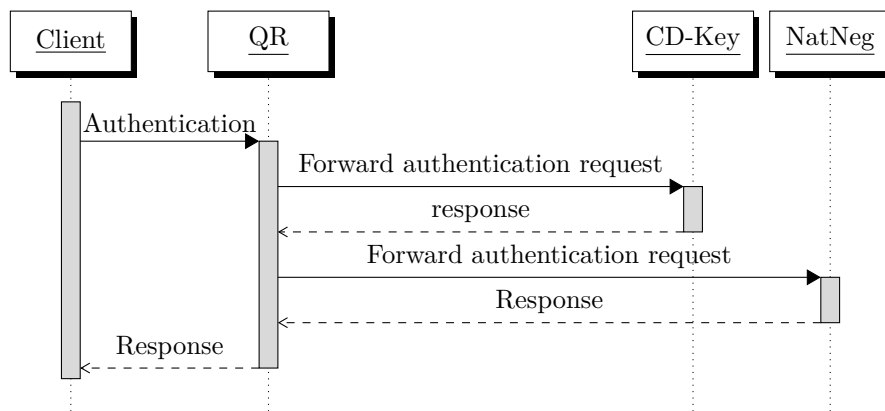 Client
QR
CD-Key
NatNeg
Authentication
Forward authentication request
response
Forward authentication request
Response
Response